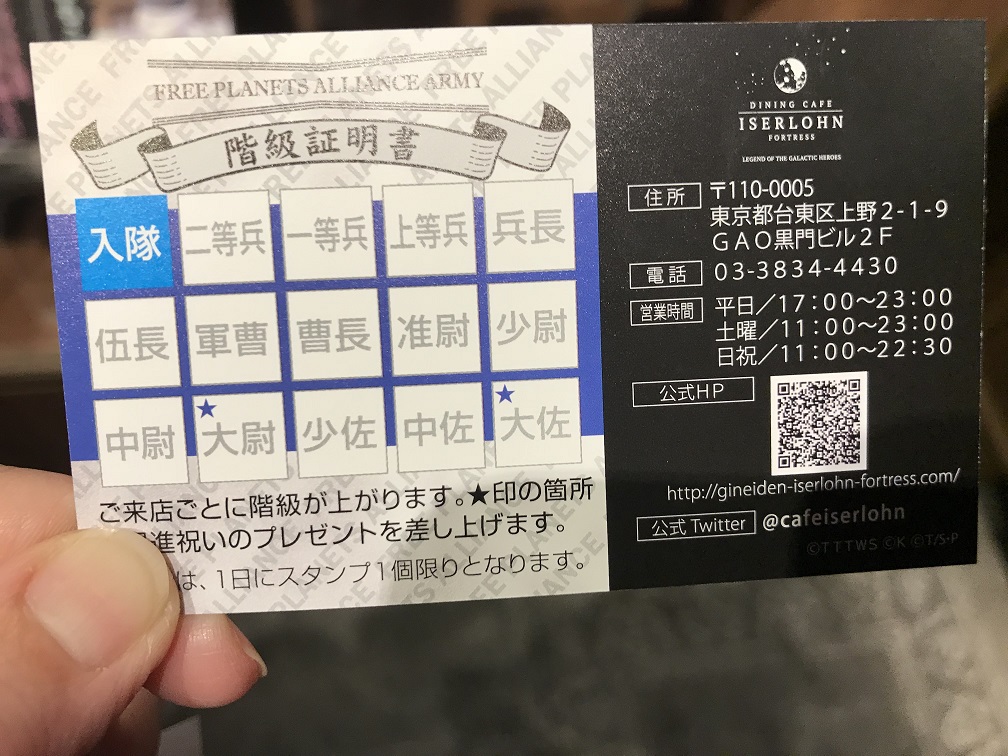 FREE PLANETS ALLIANCE ARMY
階級証明書
入隊 二等兵 一等兵 上等兵 兵長
伍長 軍曹 曹長 准尉 少尉
中尉 ★大尉 少佐 中佐 ★大佐
ご来店ごとに階級が上がります。★印の箇所
進祝いのプレゼントを差し上げます。
は、1日にスタンプ1個限りとなります。
DINING CAFE
ISERLOHN
FORTRESS
LEGEND OF THE GALACTIC HEROES
住所 〒110-0005
東京都台東区上野2-1-9
GAO黒門ビル2F
電話 03-3834-4430
営業時間 平日/17:00〜23:00
土曜/11:00〜23:00
日祝/11:00〜22:30
公式HP
http://gineiden-iserlohn-fortress.com/
公式 Twitter @cafeiserlohn
©TTTWS ©K ©T/S・P